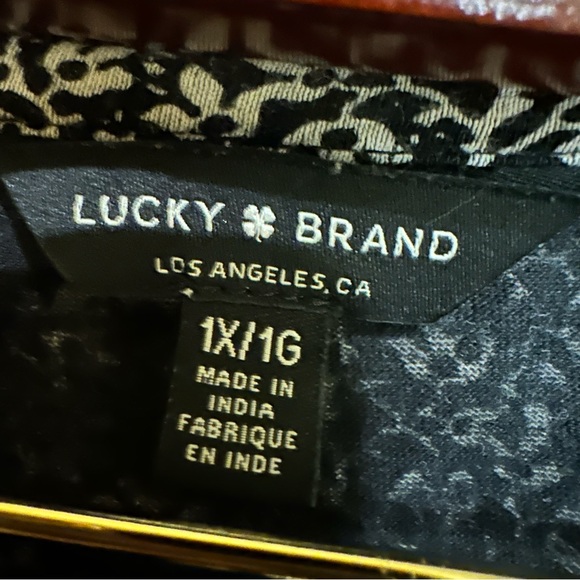 LUCKY BRAND
LOS ANGELES, CA
1X/1G
MADE IN
INDIA
FABRIQUE
EN INDE